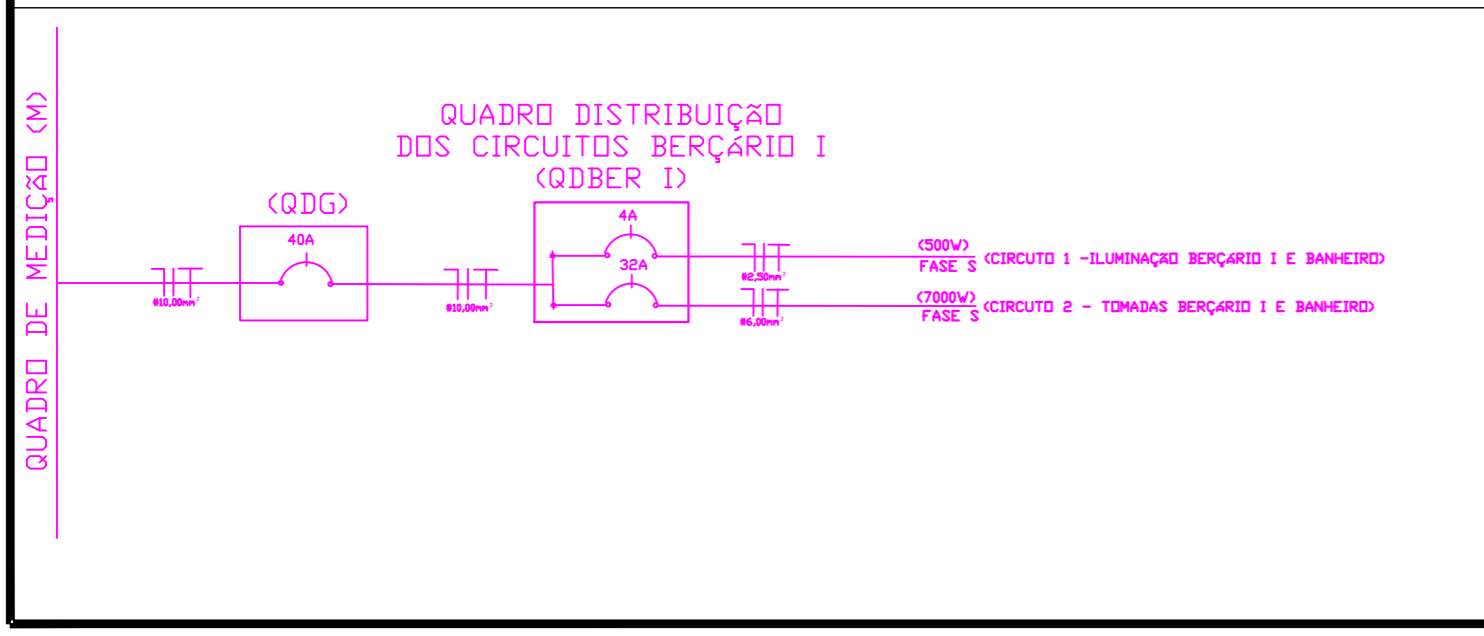 QUADRO DE MEDIÇÃO (M)
QUADRO DISTRIBUIÇÃO
DOS CIRCUITOS BERÇÁRIO I
(QDBER I)
(QDG)
40A
4A
32A
#10,00mm²
#10,00mm²
#2,50mm²
#6,00mm²
(500W)
FASE S
(CIRCUTO 1 -ILUMINAÇÃO BERÇÁRIO I E BANHEIRO)
(7000W)
FASE S
(CIRCUTO 2 - TOMADAS BERÇÁRIO I E BANHEIRO)